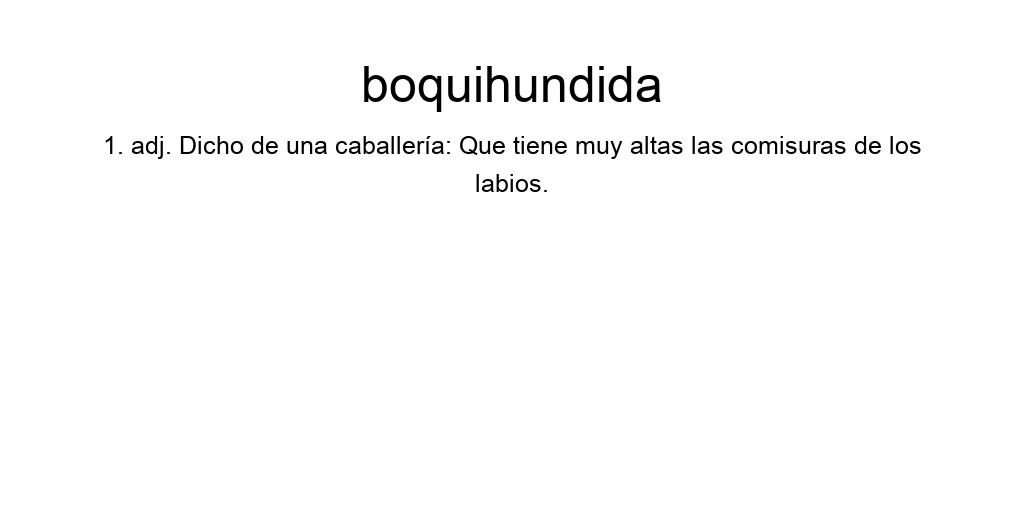 boquihundida
1. adj. Dicho de una caballería: Que tiene muy altas las comisuras de los
labios.